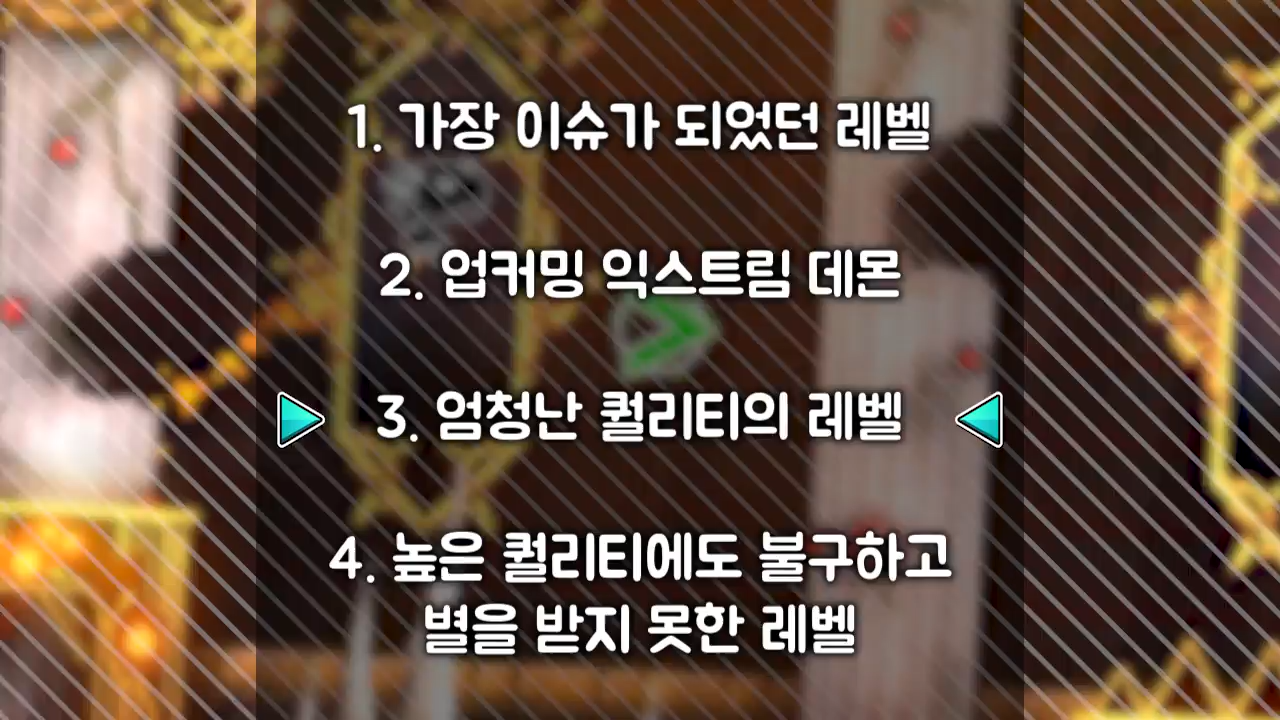 1. 가장 이슈가 되었던 레벨
2. 업커밍 익스트림 데몬
3. 엄청난 퀄리티의 레벨
4. 높은 퀄리티에도 불구하고
별을 받지 못한 레벨